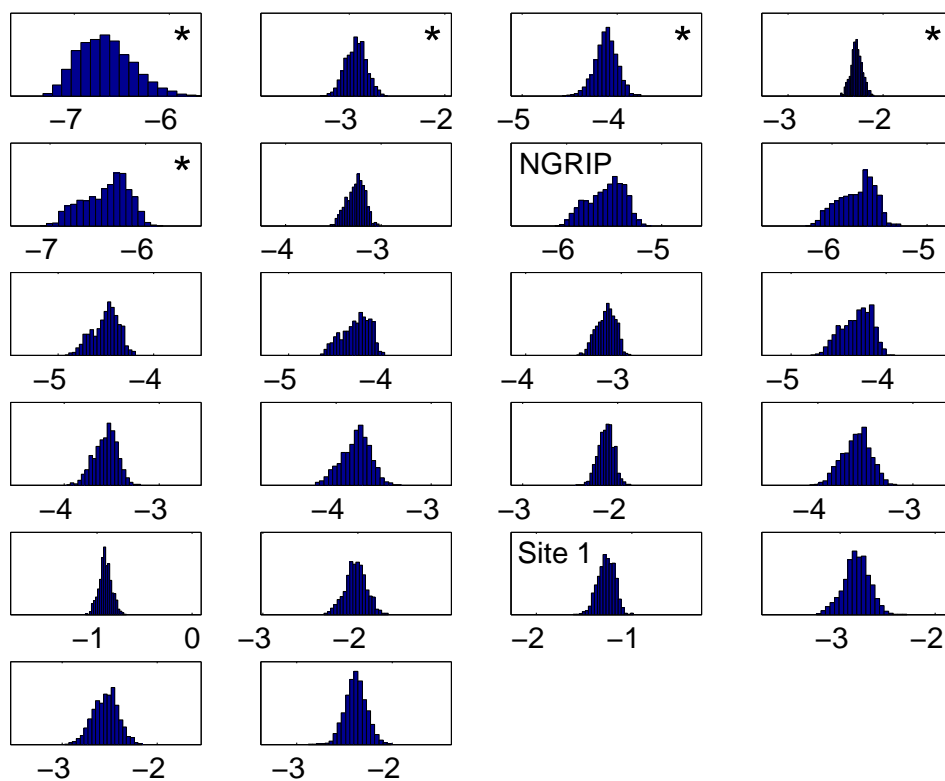 * * * *
−7 −6 −3 −2 −5 −4 −3 −2
* NGRIP
−7 −6 −4 −3 −6 −5 −6 −5
−5 −4 −5 −4 −4 −3 −5 −4
−4 −3 −4 −3 −3 −2 −4 −3
Site 1
−1 0 −3 −2 −2 −1 −3 −2
−3 −2 −3 −2